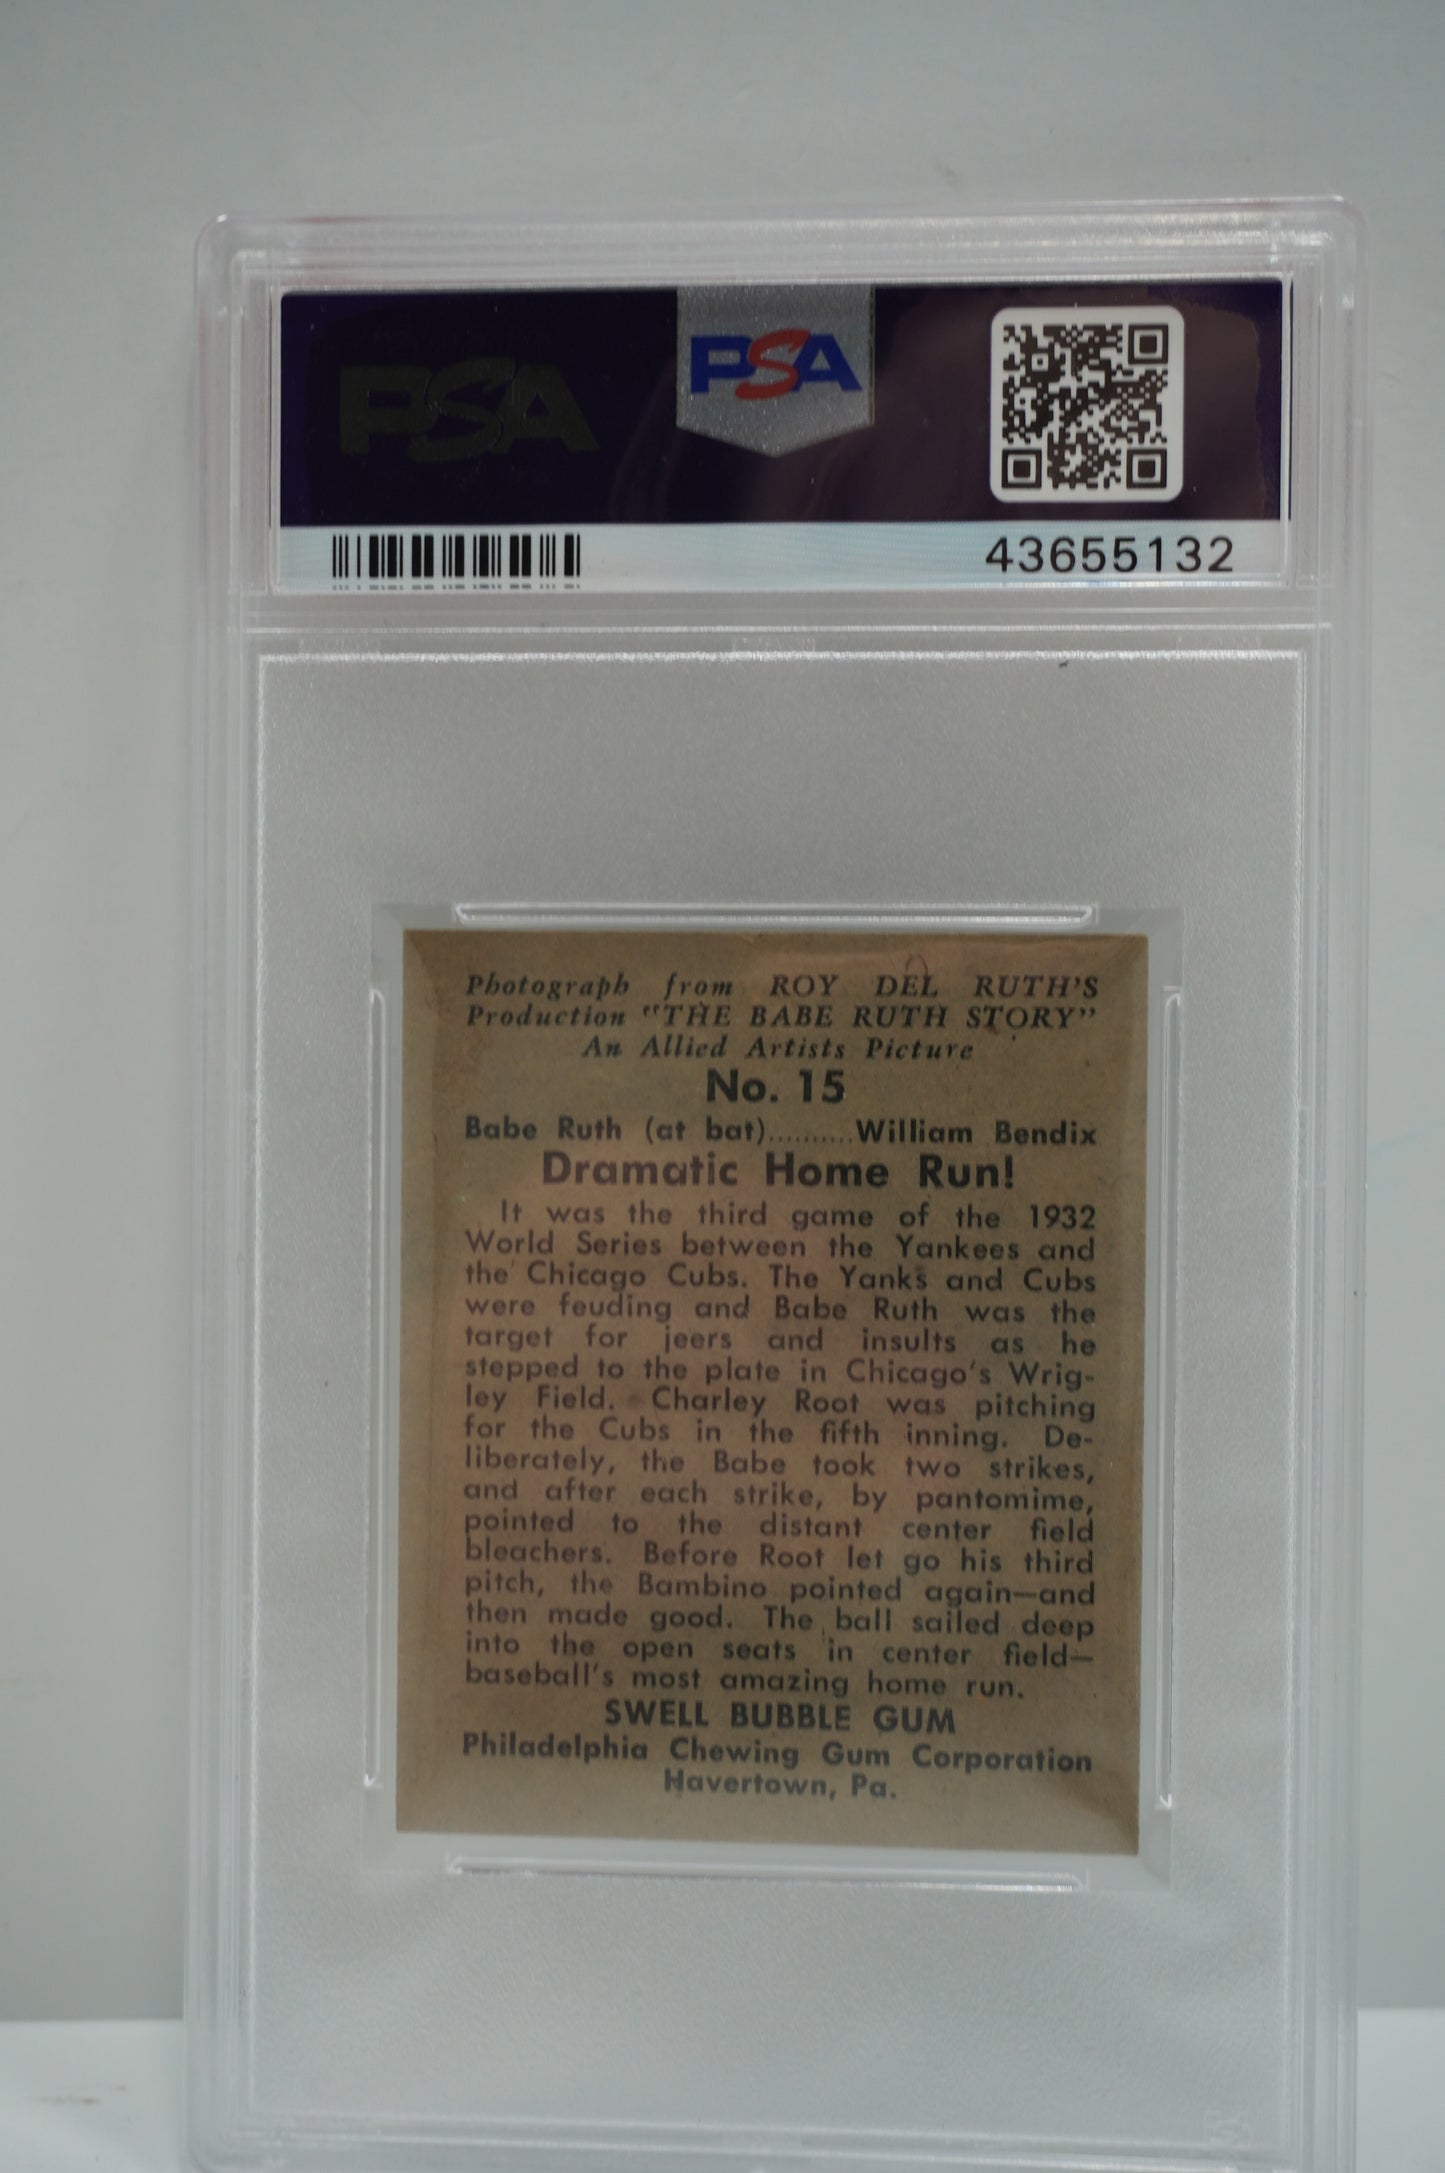 PSA
PSA
43655132
Photograph from ROY DEL RUTH'S
Production "THE BABE RUTH STORY"
An Allied Artists Picture
No. 15
Babe Ruth (at bat)..........William Bendix
Dramatic Home Run!
It was the third game of the 1932
World Series between the Yankees and
the Chicago Cubs. The Yanks and Cubs
were feuding and Babe Ruth was the
target for jeers and insults as he
stepped to the plate in Chicago's Wrig-
ley Field. Charley Root was pitching
for the Cubs in the fifth inning. De-
liberately, the Babe took two strikes,
and after each strike, by pantomime,
pointed to the distant center field
bleachers. Before Root let go his third
pitch, the Bambino pointed again—and
then made good. The ball sailed deep
into the open seats in center field—
baseball's most amazing home run.
SWELL BUBBLE GUM
Philadelphia Chewing Gum Corporation
Havertown, Pa.